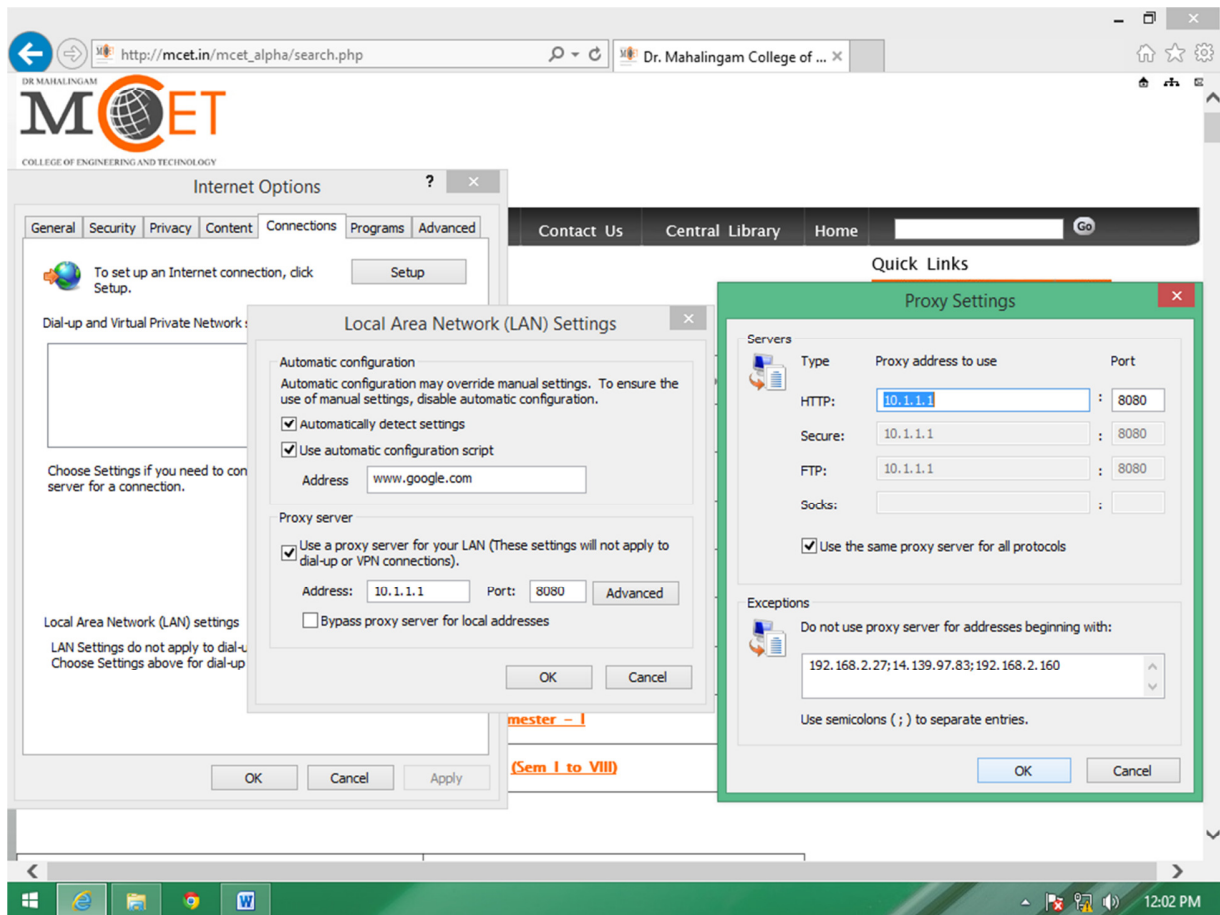 http://mcet.in/mcet_alpha/search.php
Dr. Mahalingam College of ...
DR MAHALINGAM
MCET
COLLEGE OF ENGINEERING AND TECHNOLOGY
Contact Us Central Library Home Go
Quick Links
Internet Options ?
General Security Privacy Content Connections Programs Advanced
To set up an Internet connection, click
Setup.
Setup
Dial-up and Virtual Private Network s
Choose Settings if you need to con
server for a connection.
Local Area Network (LAN) settings
LAN Settings do not apply to dial-u
Choose Settings above for dial-up
OK Cancel Apply
Local Area Network (LAN) Settings
Automatic configuration
Automatic configuration may override manual settings. To ensure the
use of manual settings, disable automatic configuration.
Automatically detect settings
Use automatic configuration script
Address www.google.com
Proxy server
Use a proxy server for your LAN (These settings will not apply to
dial-up or VPN connections).
Address: 10.1.1.1 Port: 8080 Advanced
Bypass proxy server for local addresses
OK Cancel
Proxy Settings
Servers
Type Proxy address to use Port
HTTP: 10.1.1.1 : 8080
Secure: 10.1.1.1 : 8080
FTP: 10.1.1.1 : 8080
Socks: :
Use the same proxy server for all protocols
Exceptions
Do not use proxy server for addresses beginning with:
192.168.2.27;14.139.97.83;192.168.2.160
Use semicolons ( ; ) to separate entries.
OK Cancel
mester – I
(Sem I to VIII)
12:02 PM